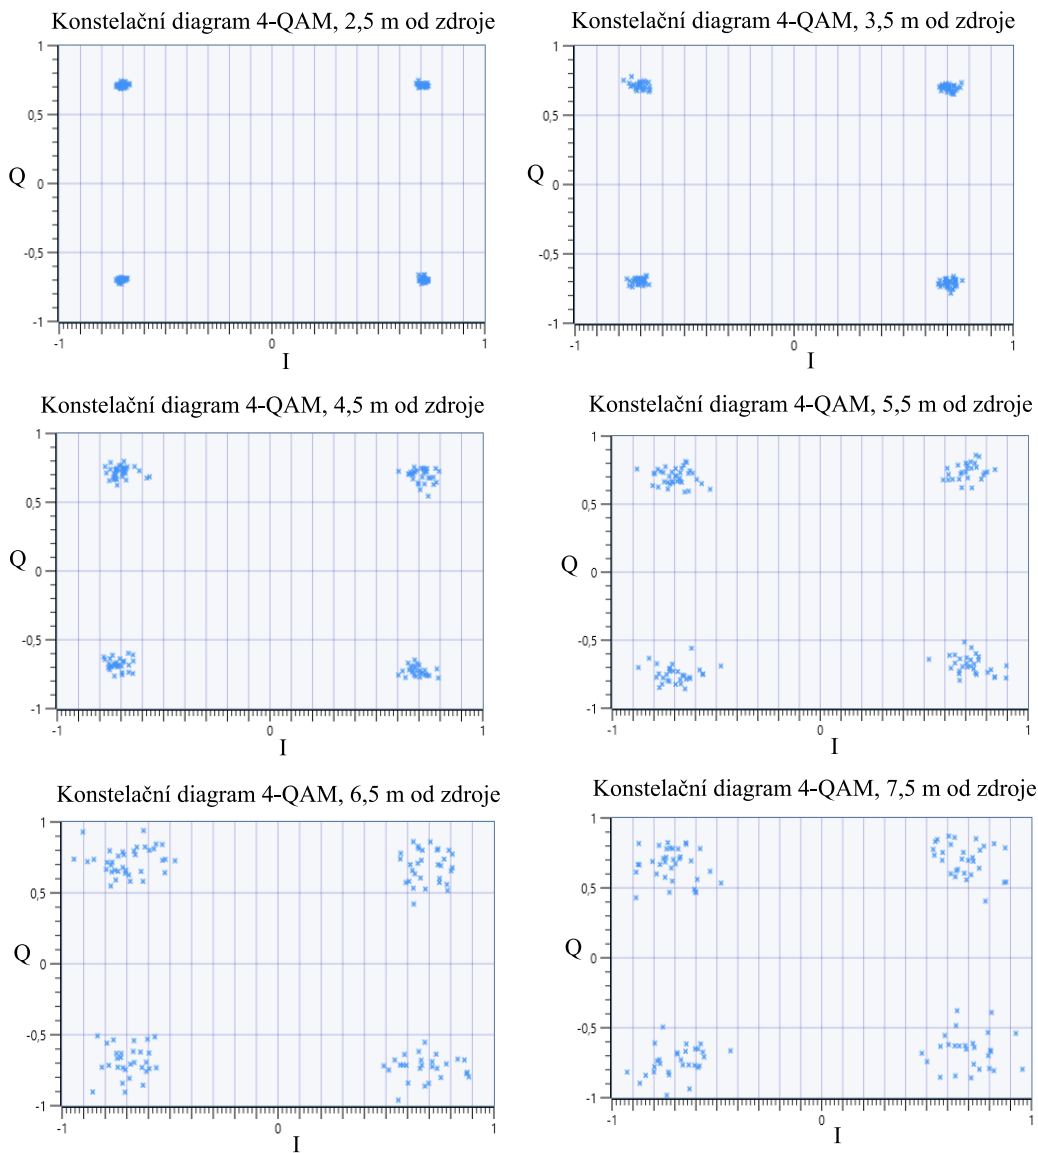 Konstelační diagram 4-QAM, 2,5 m od zdroje
1
0,5
Q
0
-0,5
-1
-1 0 1
I
Konstelační diagram 4-QAM, 3,5 m od zdroje
1
0,5
Q
0
-0,5
-1
-1 0 1
I
Konstelační diagram 4-QAM, 4,5 m od zdroje
1
0,5
Q
0
-0,5
-1
-1 0 1
I
Konstelační diagram 4-QAM, 5,5 m od zdroje
1
0,5
Q
0
-0,5
-1
-1 0 1
I
Konstelační diagram 4-QAM, 6,5 m od zdroje
1
0,5
Q
0
-0,5
-1
-1 0 1
I
Konstelační diagram 4-QAM, 7,5 m od zdroje
1
0,5
Q
0
-0,5
-1
-1 0 1
I